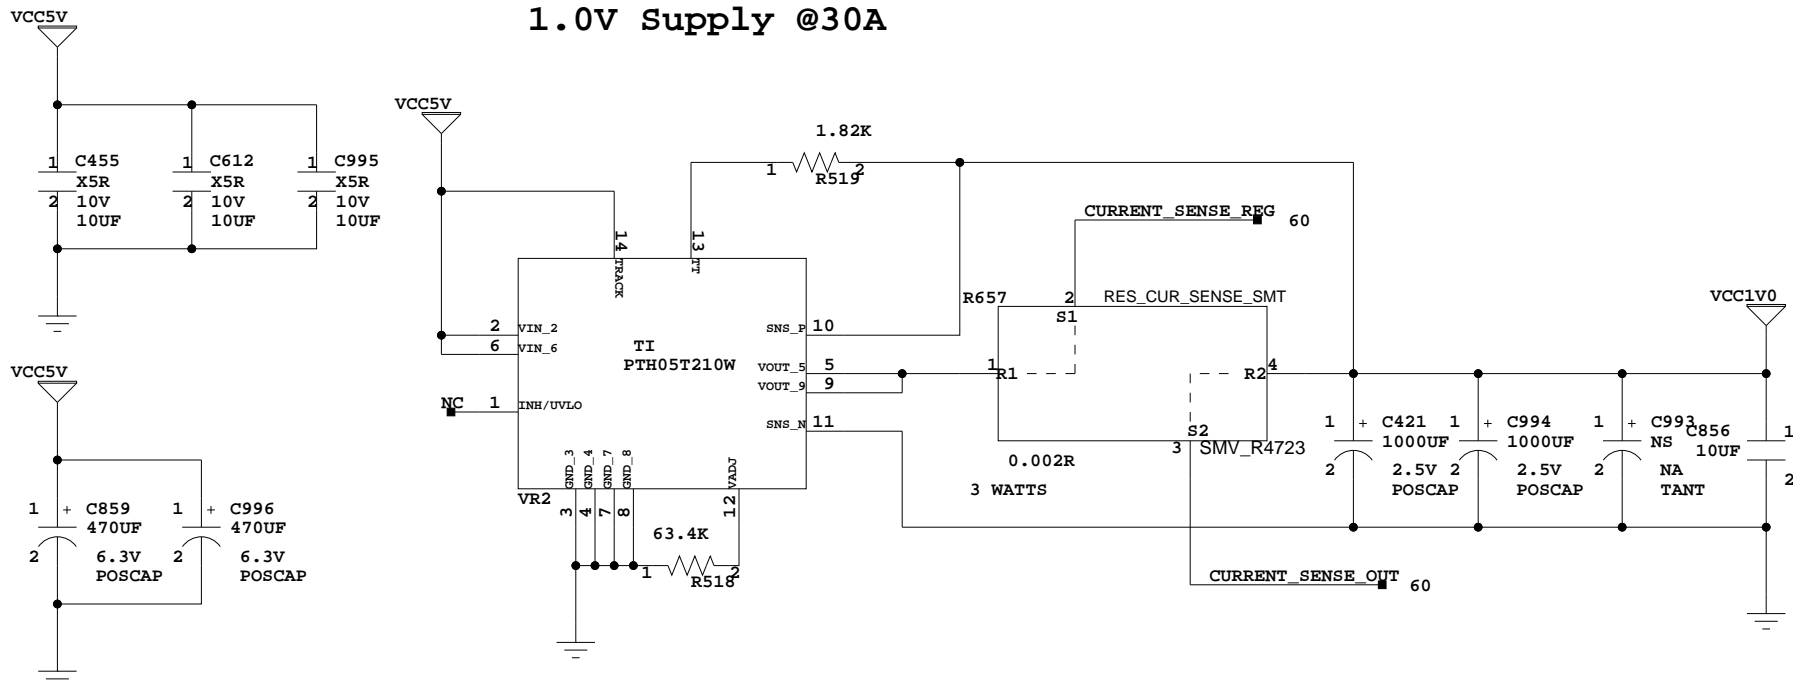 1.0V Supply @30A
VCC5V
1 C455
X5R
10V
2
10UF
1 C612
X5R
10V
2
10UF
1 C995
X5R
10V
2
10UF
VCC5V
1 + C859
470UF
2 6.3V
POSCAP
1 + C996
470UF
2 6.3V
POSCAP
VCC5V
1.82K
1 2
R519
14
TRACK
13
TT
2 VIN_2
6 VIN_6
NC 1 INH/UVLO
TI
PTH05T210W
SNS_P 10
VOUT_5 5
VOUT_9 9
SNS_N 11
GND_3
GND_4
GND_7
GND_8
VADJ
VR2
3
4
7
8
12
63.4K
1 2
R518
CURRENT_SENSE_REG 60
R657
2 RES_CUR_SENSE_SMT
S1
1 R1
R2 4
S2
3 SMV_R4723
0.002R
3 WATTS
CURRENT_SENSE_OUT 60
VCC1V0
1 + C421
1000UF
2 2.5V
POSCAP
1 + C994
1000UF
2 2.5V
POSCAP
1 + C993
NS
2 NA
TANT
C856 1
10UF
2